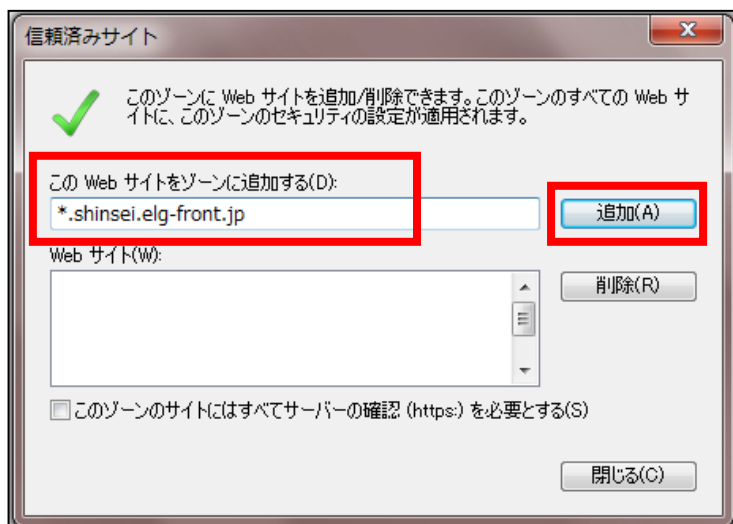 信頼済みサイト
このゾーンに Web サイトを追加/削除できます。このゾーンのすべての Web サ
イトに、このゾーンのセキュリティの設定が適用されます。
この Web サイトをゾーンに追加する(D):
*.shinsei.elg-front.jp
追加(A)
Web サイト(W):
削除(R)
このゾーンのサイトにはすべてサーバーの確認 (https:) を必要とする(S)
閉じる(C)